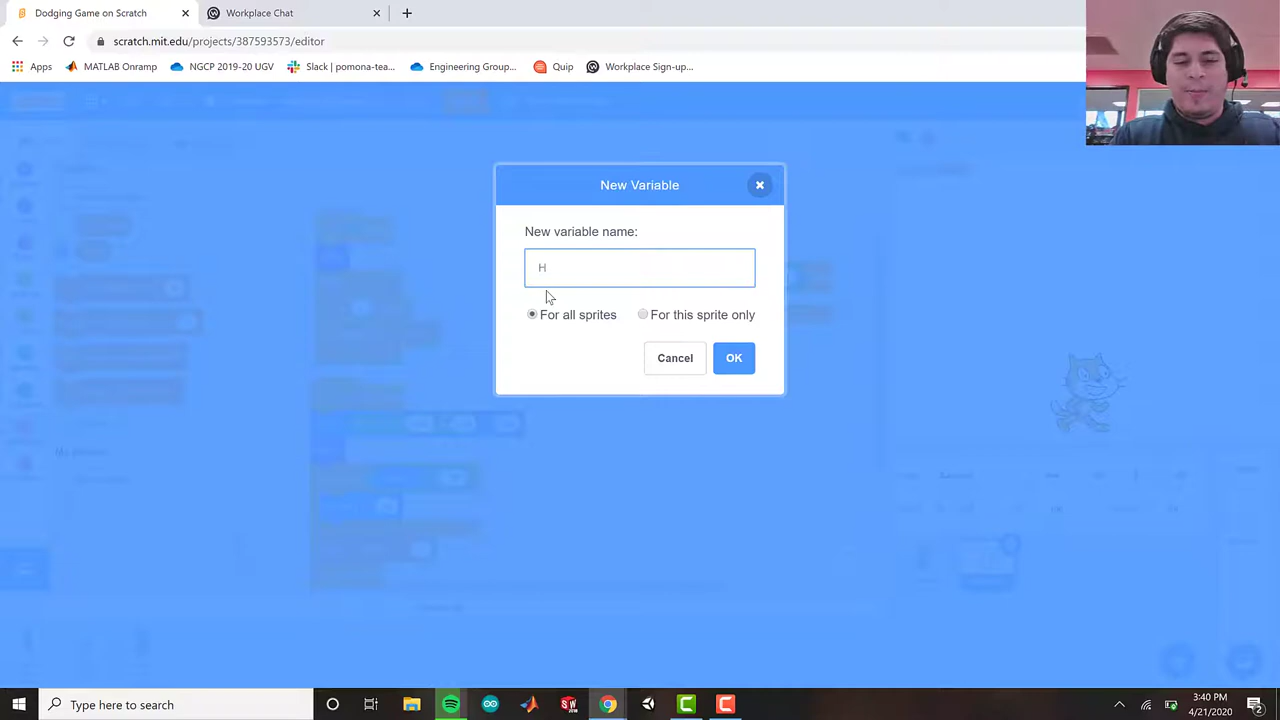 Dodging Game on Scratch
Workplace Chat
scratch.mit.edu/projects/387593573/editor
Apps
MATLAB Onramp
NGCP 2019-20 UGV
Slack | pomona-tea...
Engineering Group...
Quip
Workplace Sign-up...
New Variable
New variable name:
H
For all sprites
For this sprite only
Cancel
OK
Type here to search
3:40 PM
4/21/2020